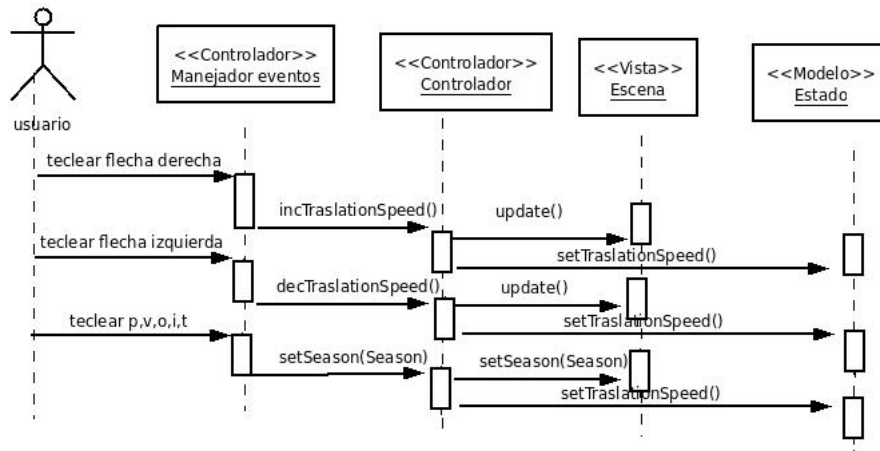 <<Controlador>>
Manejador eventos
<<Controlador>>
Controlador
<<Vista>>
Escena
<<Modelo>>
Estado
usuario
teclear flecha derecha
incTraslationSpeed()
update()
setTraslationSpeed()
teclear flecha izquierda
decTraslationSpeed()
update()
setTraslationSpeed()
teclear p,v,o,i,t
setSeason(Season)
setSeason(Season)
setTraslationSpeed()